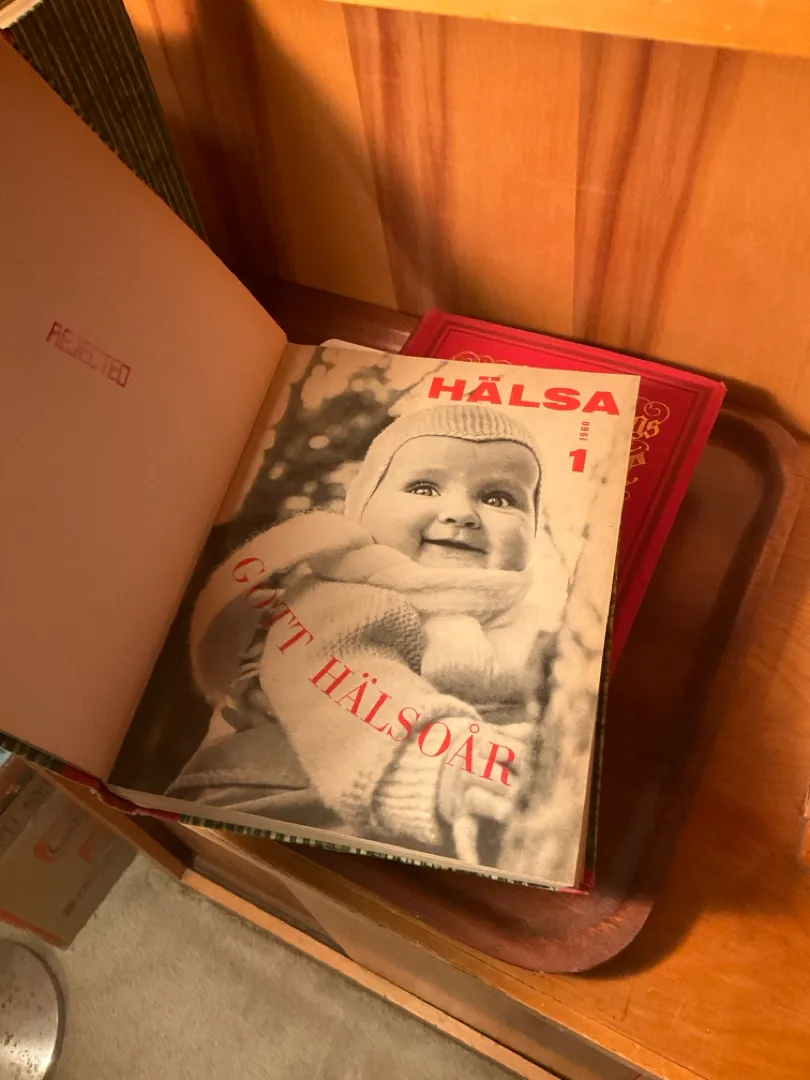 REJECTED
HÄLSA
1960
1
GOTT HÄLSOÅR